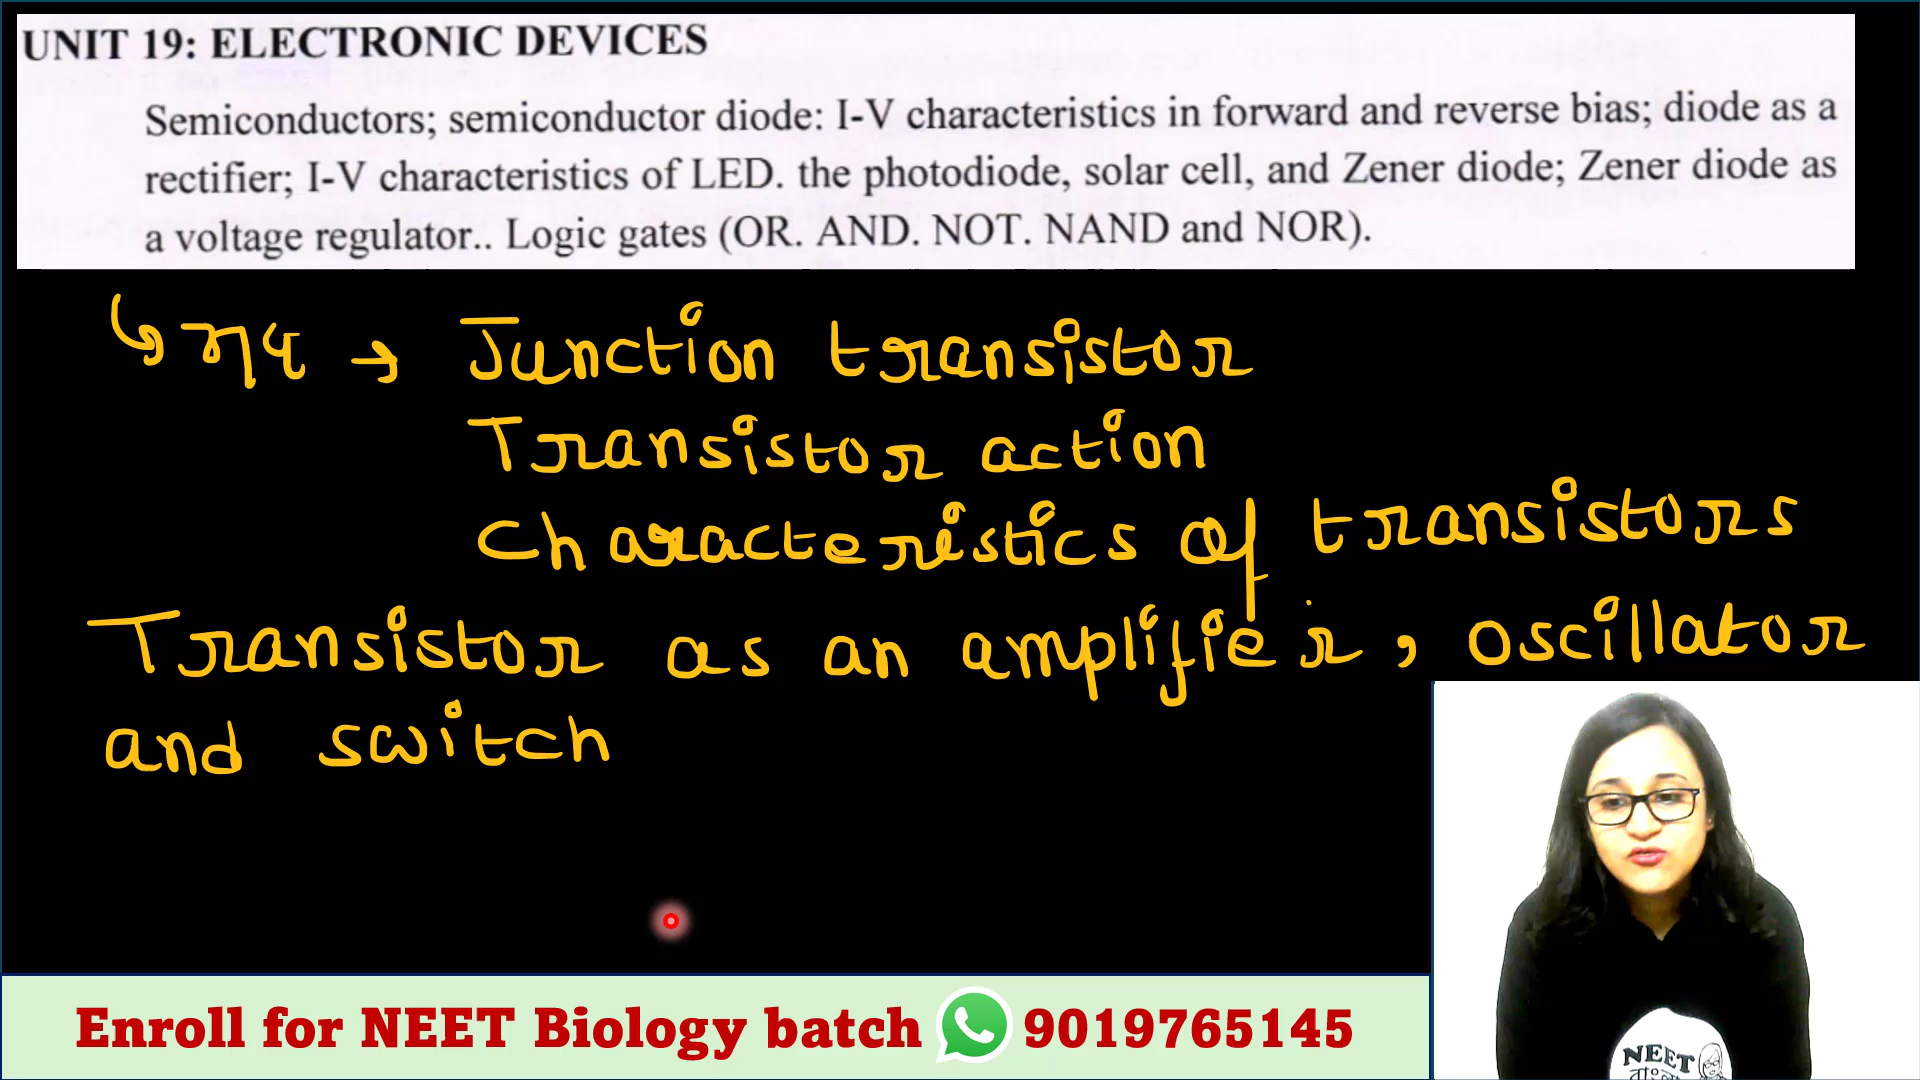 UNIT 19: ELECTRONIC DEVICES
Semiconductors; semiconductor diode: I-V characteristics in forward and reverse bias; diode as a
rectifier; I-V characteristics of LED. the photodiode, solar cell, and Zener diode; Zener diode as
a voltage regulator.. Logic gates (OR. AND. NOT. NAND and NOR).
বাদ → Junction transistor
Transistor action
Characteristics of transistors
Transistor as an amplifier, oscillator
and switch
Enroll for NEET Biology batch 9019765145
NEET